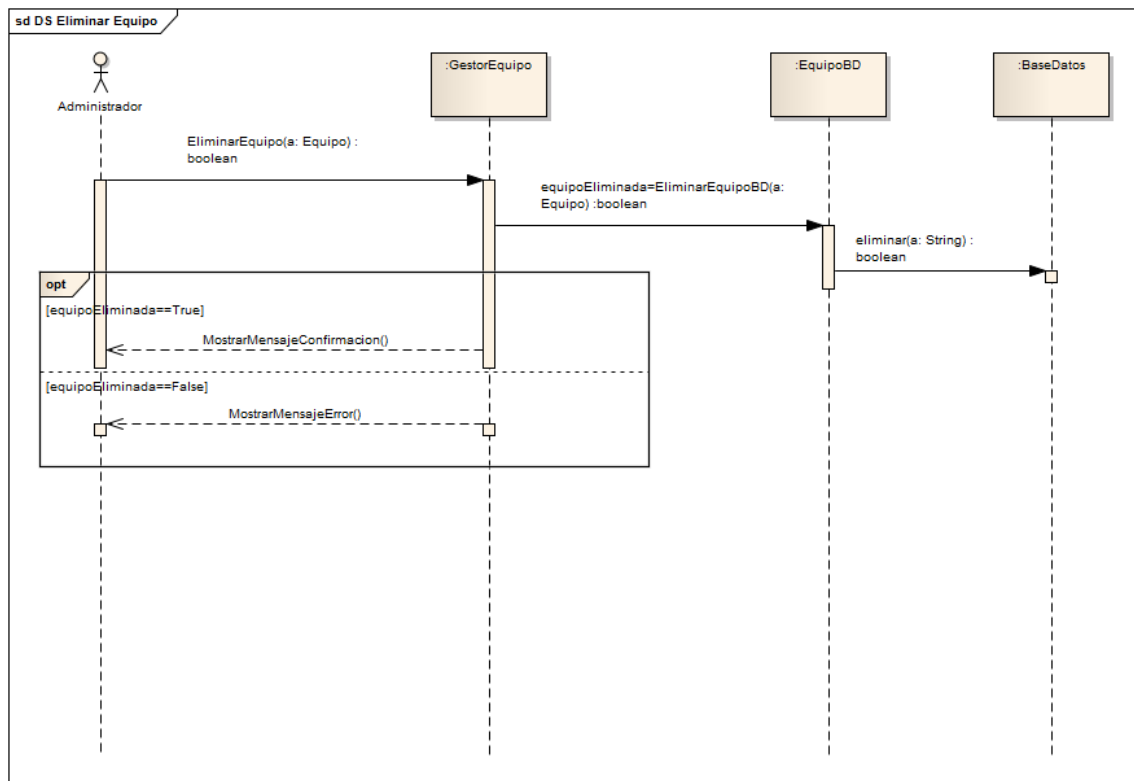 sd DS Eliminar Equipo
Administrador
:GestorEquipo
:EquipoBD
:BaseDatos
EliminarEquipo(a: Equipo) :
boolean
equipoEliminada=EliminarEquipoBD(a:
Equipo) :boolean
eliminar(a: String) :
boolean
opt
[equipoEliminada==True]
MostrarMensajeConfirmacion()
[equipoEliminada==False]
MostrarMensajeError()